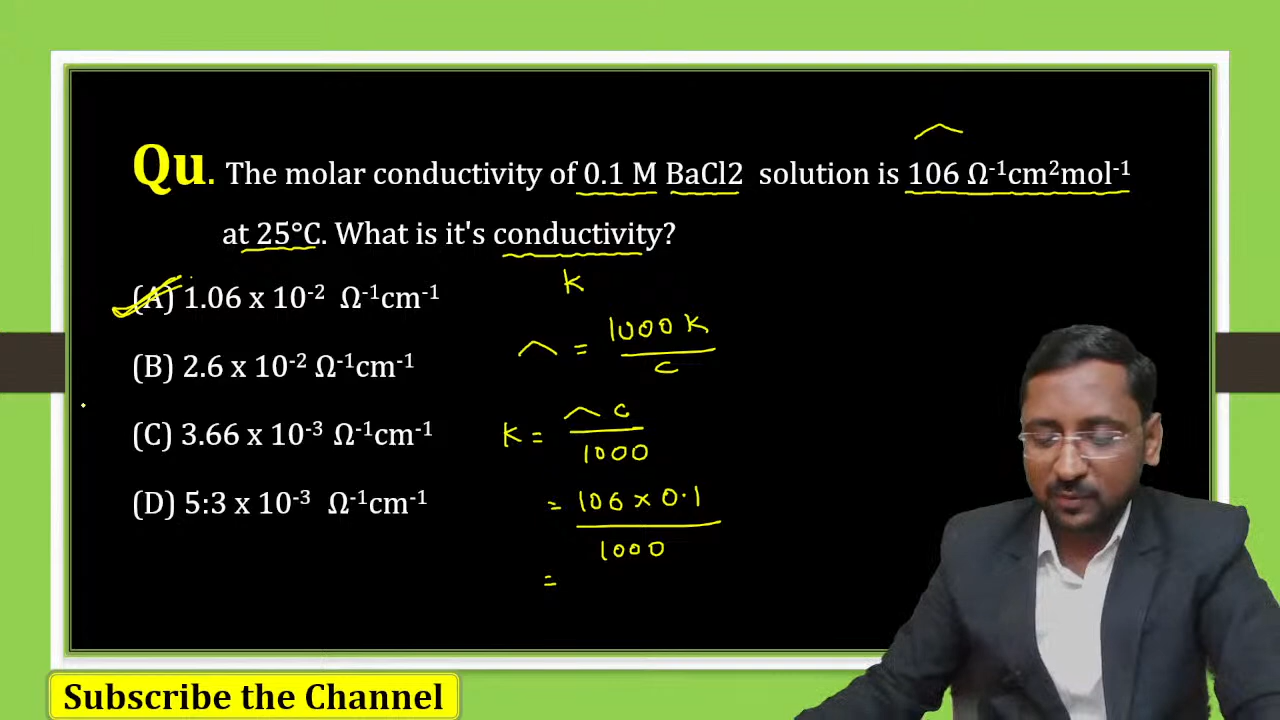 Qu. The molar conductivity of 0.1 M BaCl2 solution is 106 Ω⁻¹cm²mol⁻¹
at 25°C. What is it's conductivity?
K
(A) 1.06 x 10⁻² Ω⁻¹cm⁻¹
(B) 2.6 x 10⁻² Ω⁻¹cm⁻¹
(C) 3.66 x 10⁻³ Ω⁻¹cm⁻¹
(D) 5:3 x 10⁻³ Ω⁻¹cm⁻¹
^ = 1000 K / C
K = ^ C / 1000
= 106 x 0.1 / 1000
=
Subscribe the Channel